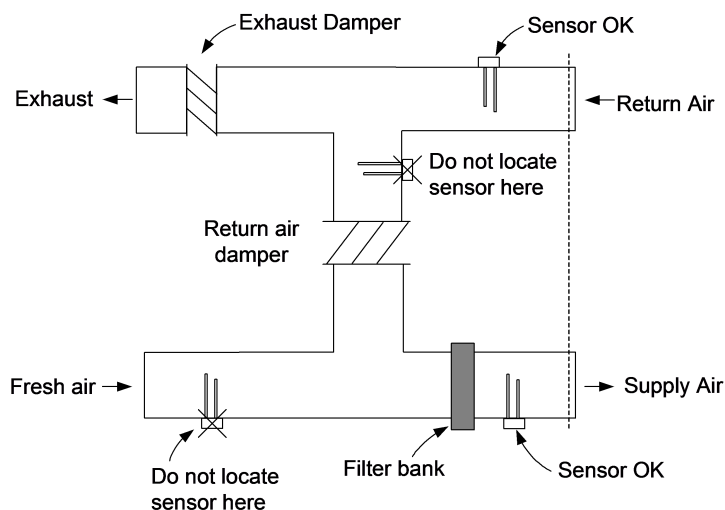 Exhaust Damper
Sensor OK
Exhaust
Return Air
Do not locate
sensor here
Return air
damper
Fresh air
Supply Air
Do not locate
sensor here
Filter bank
Sensor OK